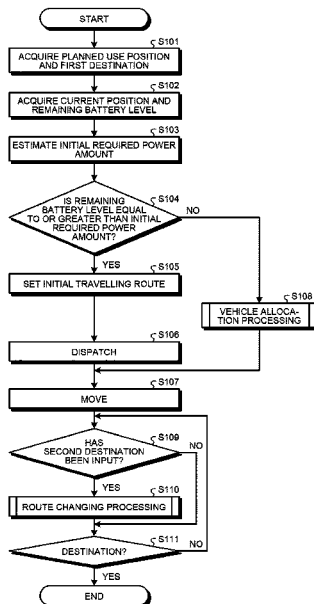 START
S101
ACQUIRE PLANNED USE POSITION
AND FIRST DESTINATION
S102
ACQUIRE CURRENT POSITION AND
REMAINING BATTERY LEVEL
S103
ESTIMATE INITIAL REQUIRED POWER
AMOUNT
S104
IS REMAINING
BATTERY LEVEL EQUAL
TO OR GREATER THAN INITIAL
REQUIRED POWER
AMOUNT?
NO
YES
S105
SET INITIAL TRAVELLING ROUTE
S108
VEHICLE ALLOCA-
TION PROCESSING
S106
DISPATCH
S107
MOVE
S109
HAS
SECOND DESTINATION
BEEN INPUT?
NO
YES
S110
ROUTE CHANGING PROCESSING
S111
DESTINATION?
NO
YES
END